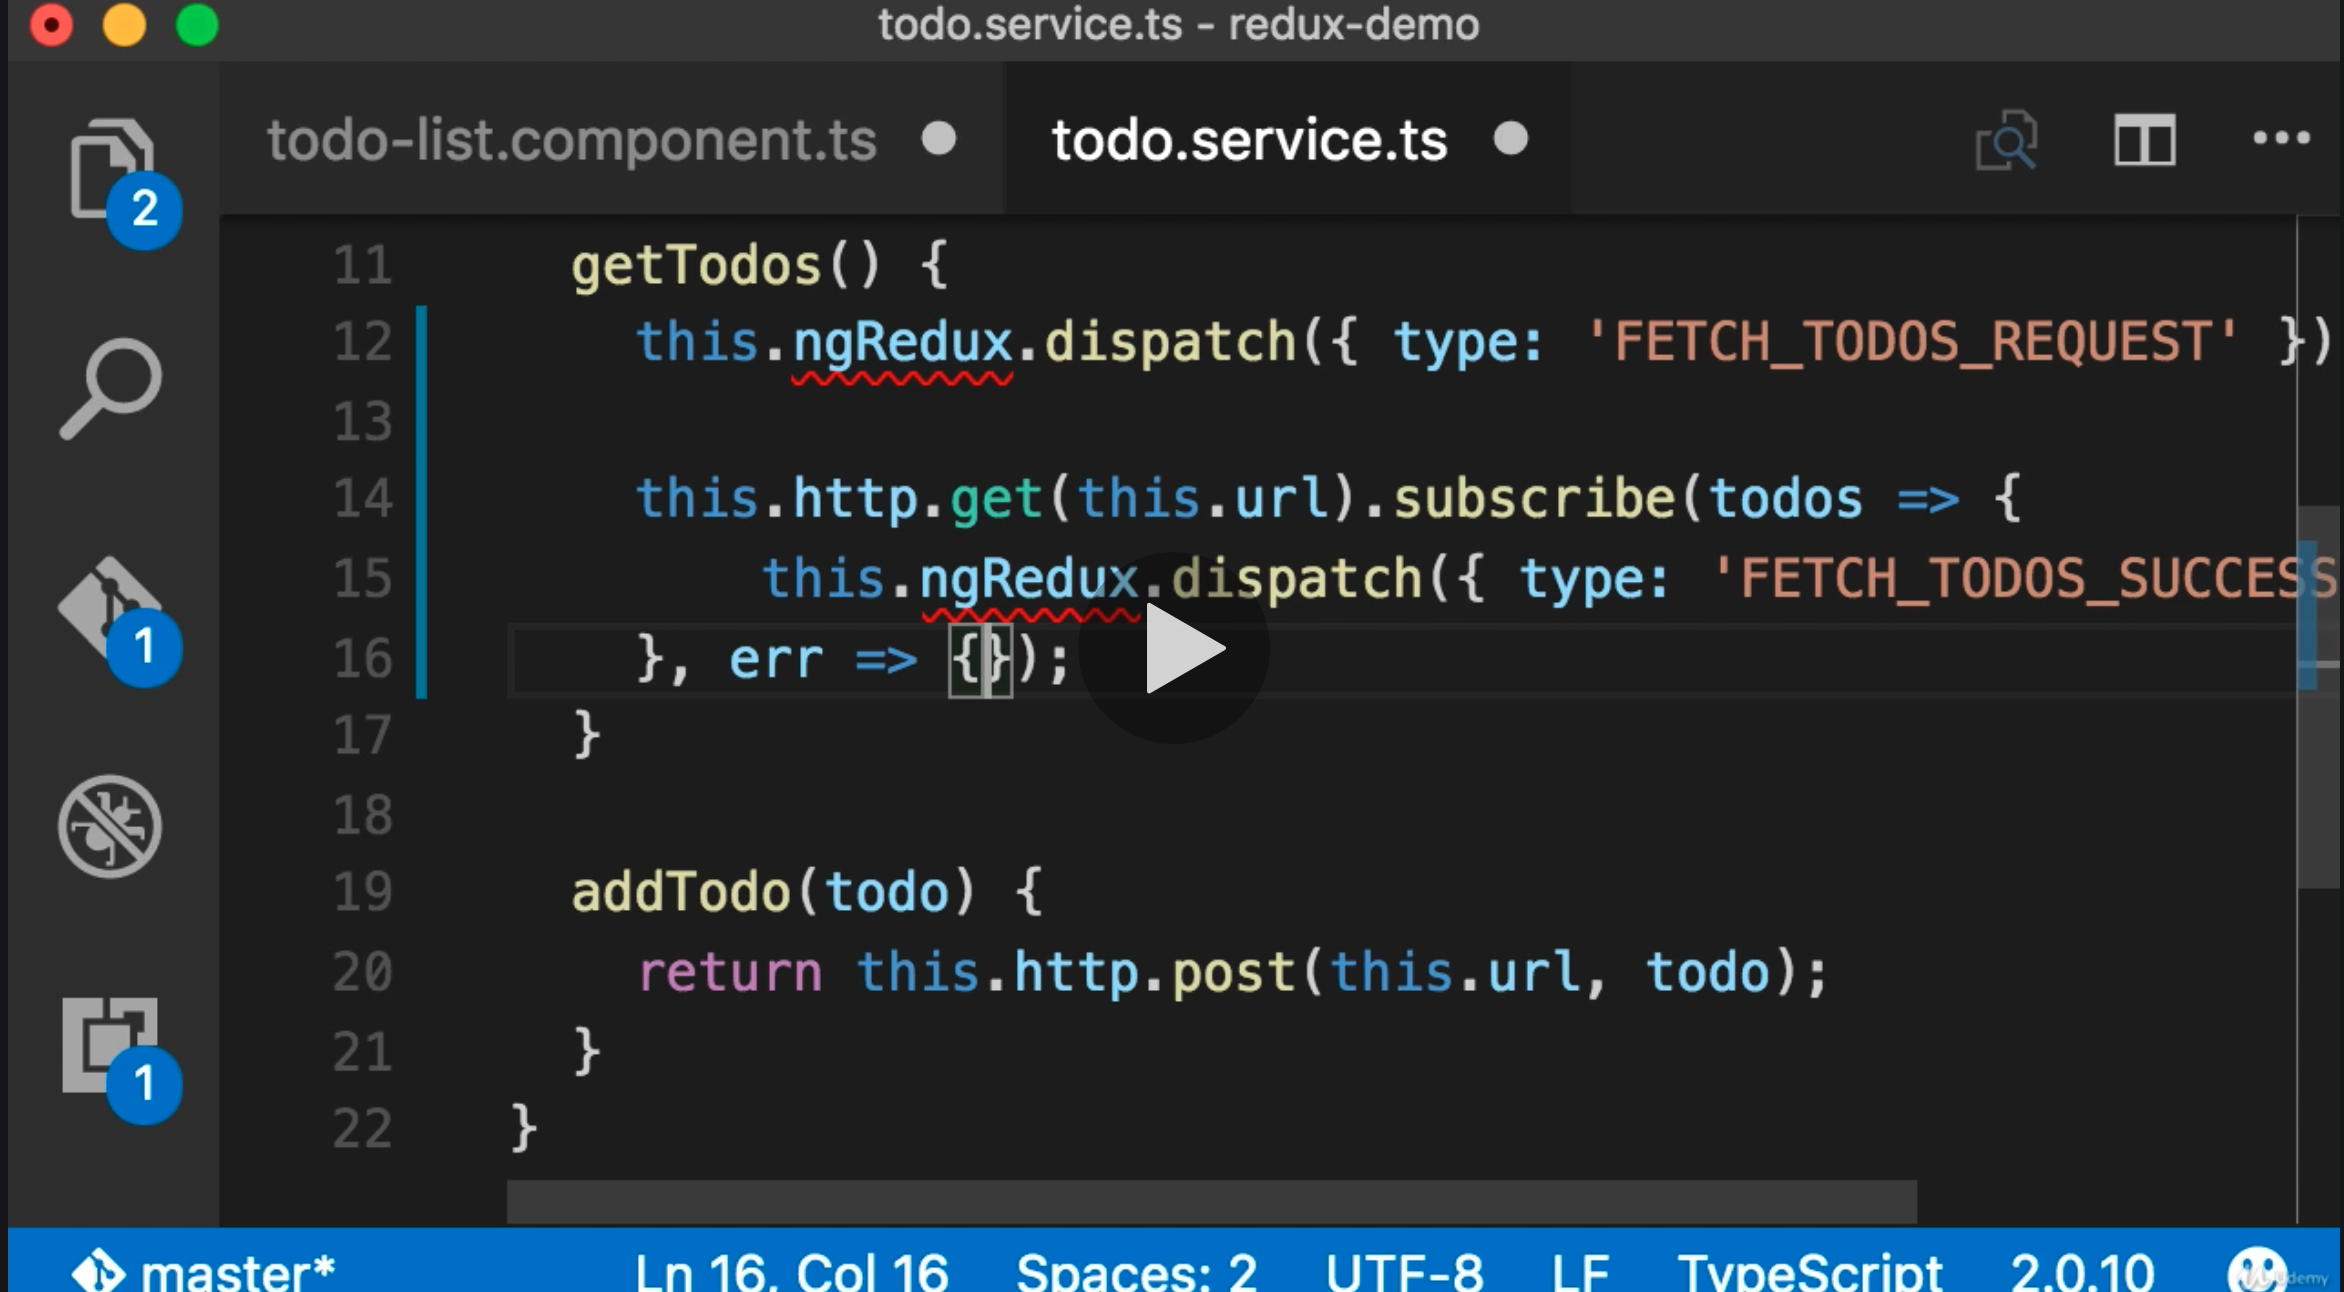 todo.service.ts - redux-demo
todo-list.component.ts todo.service.ts
2
11 getTodos() {
12 this.ngRedux.dispatch({ type: 'FETCH_TODOS_REQUEST' })
13
14 this.http.get(this.url).subscribe(todos => {
15 this.ngRedux.dispatch({ type: 'FETCH_TODOS_SUCCESS
1
16 }, err => {});
17 }
18
19 addTodo(todo) {
20 return this.http.post(this.url, todo);
21 }
1
22 }
master* Ln 16, Col 16 Spaces: 2 UTF-8 LF TypeScript 2.0.10
Udemy